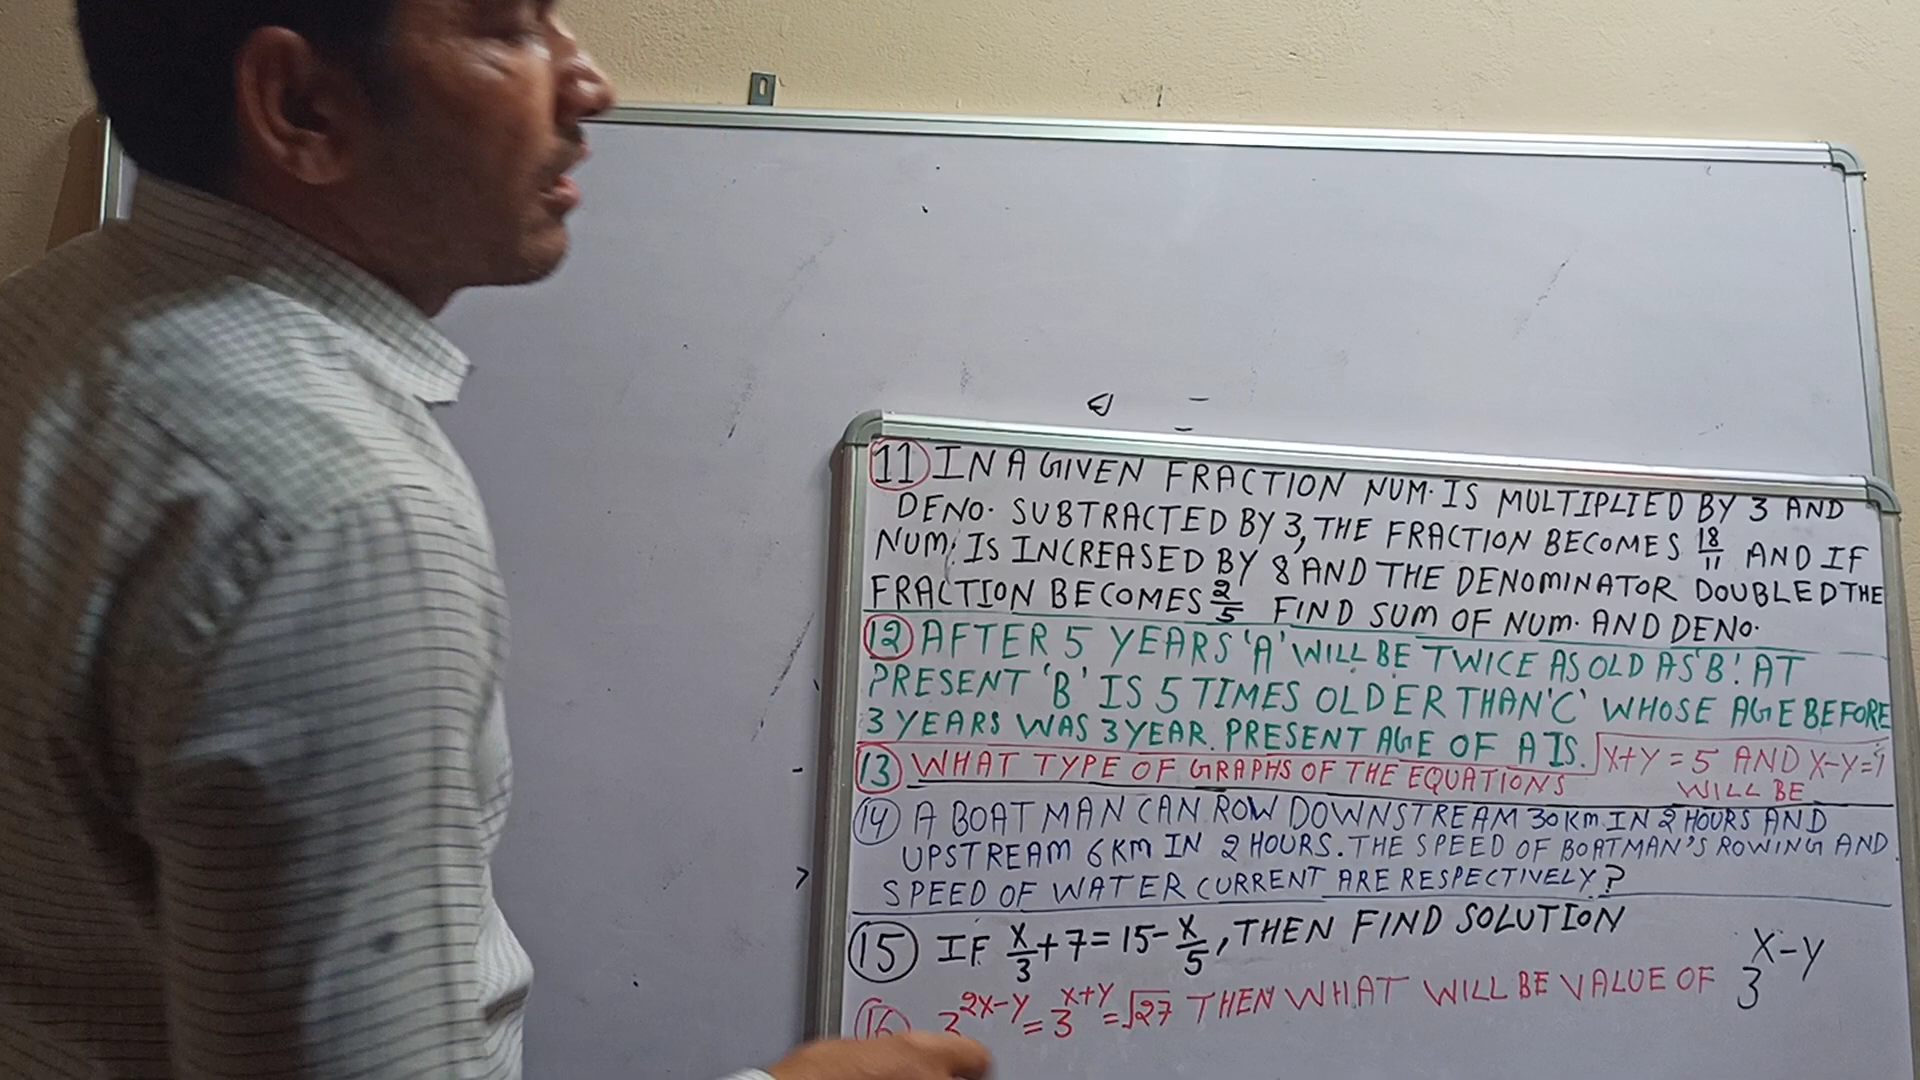 11 IN A GIVEN FRACTION NUM. IS MULTIPLIED BY 3 AND
DENO. SUBTRACTED BY 3, THE FRACTION BECOMES 18/11 AND IF
NUM. IS INCREASED BY 8 AND THE DENOMINATOR DOUBLED THE
FRACTION BECOMES 2/5 FIND SUM OF NUM. AND DENO.
12 AFTER 5 YEARS 'A' WILL BE TWICE AS OLD AS 'B'. AT
PRESENT 'B' IS 5 TIMES OLDER THAN 'C' WHOSE AGE BEFORE
3 YEARS WAS 3 YEAR. PRESENT AGE OF A IS.
13 WHAT TYPE OF GRAPHS OF THE EQUATIONS x+y=5 AND x-y=
WILL BE
14 A BOATMAN CAN ROW DOWNSTREAM 30KM IN 2 HOURS AND
UPSTREAM 6KM IN 2 HOURS. THE SPEED OF BOATMAN'S ROWING AND
SPEED OF WATER CURRENT ARE RESPECTIVELY?
15 IF x/3+7=15-x/5, THEN FIND SOLUTION
16 3^2x-y=3^x+y=√27 THEN WHAT WILL BE VALUE OF 3^x-y